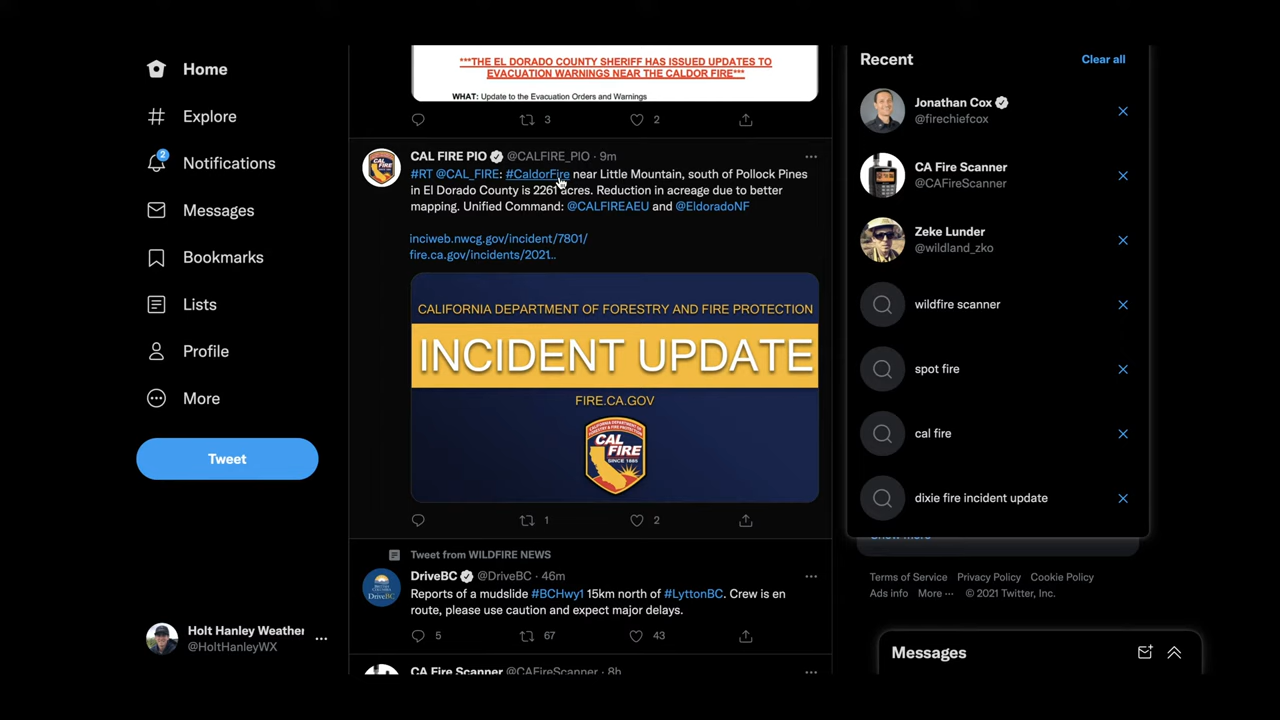 Home
Explore
2
Notifications
Messages
Bookmarks
Lists
Profile
More
Tweet
Holt Hanley Weather
@HoltHanleyWX
***THE EL DORADO COUNTY SHERIFF HAS ISSUED UPDATES TO
EVACUATION WARNINGS NEAR THE CALDOR FIRE***
WHAT: Update to the Evacuation Orders and Warnings
3
2
CAL FIRE PIO @CALFIRE_PIO · 9m
#RT @CAL_FIRE: #CaldorFire near Little Mountain, south of Pollock Pines
in El Dorado County is 2261 acres. Reduction in acreage due to better
mapping. Unified Command: @CALFIREAEU and @EldoradoNF
inciweb.nwcg.gov/incident/7801/
fire.ca.gov/incidents/2021..
CALIFORNIA DEPARTMENT OF FORESTRY AND FIRE PROTECTION
INCIDENT UPDATE
FIRE.CA.GOV
CAL
FIRE
SINCE 1885
1
2
Tweet from WILDFIRE NEWS
DriveBC @DriveBC · 46m
Reports of a mudslide #BCHwy1 15km north of #LyttonBC. Crew is en
route, please use caution and expect major delays.
5
67
43
CA Fire Scanner @CAFireScanner · 8h
Recent
Clear all
Jonathan Cox
@firechiefcox
CA Fire Scanner
@CAFireScanner
Zeke Lunder
@wildland_zko
wildfire scanner
spot fire
cal fire
dixie fire incident update
Show more
Terms of Service Privacy Policy Cookie Policy
Ads info More ··· © 2021 Twitter, Inc.
Messages